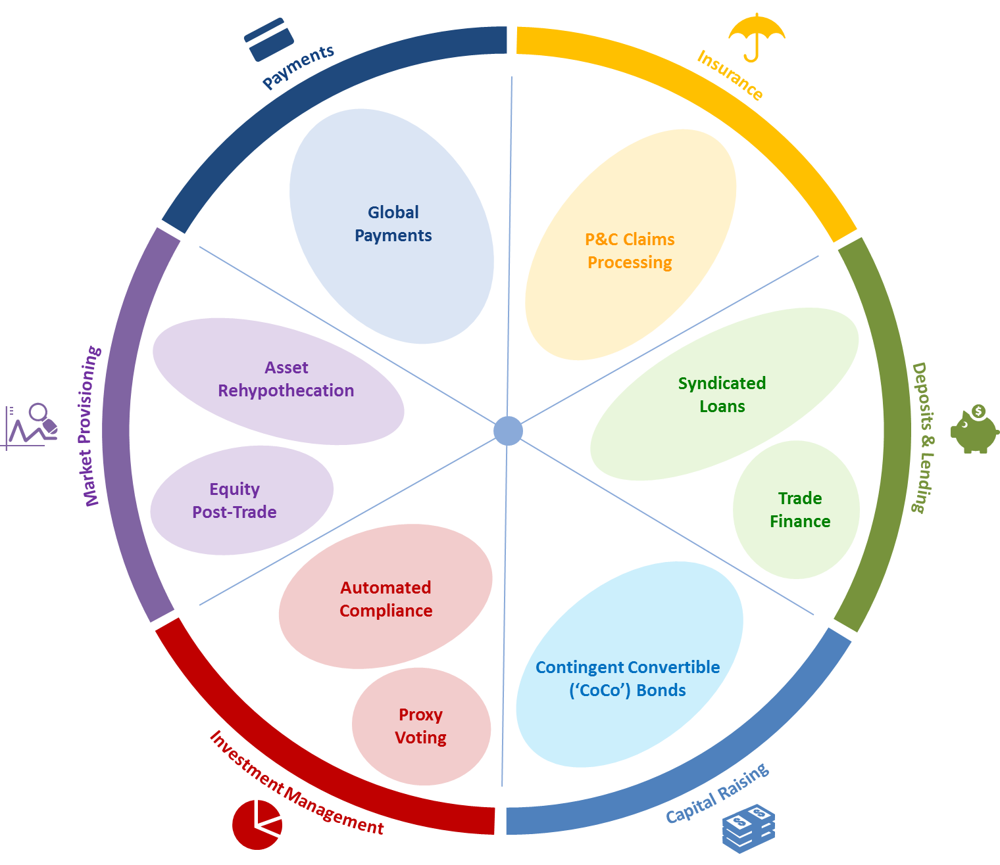 Payments
Insurance
Global
Payments
P&C Claims
Processing
Market Provisioning
Asset
Rehypothecation
Equity
Post-Trade
Syndicated
Loans
Trade
Finance
Deposits & Lending
$
Automated
Compliance
Proxy
Voting
Contingent Convertible
(‘CoCo’) Bonds
Investment Management
Capital Raising
$ $